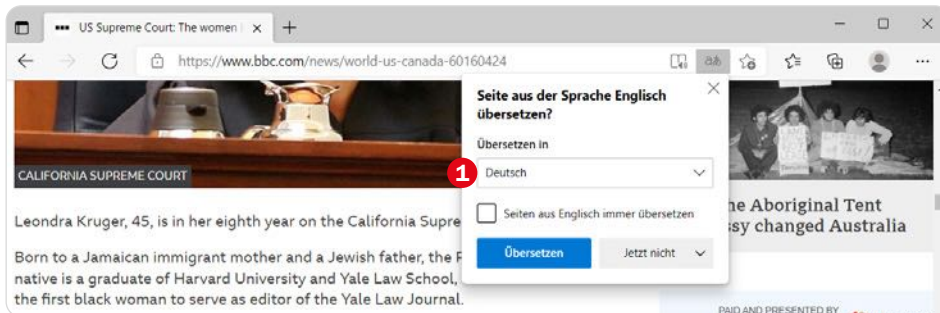 US Supreme Court: The women
https://www.bbc.com/news/world-us-canada-60160424
Seite aus der Sprache Englisch
übersetzen?
Übersetzen in
1
Deutsch
Seiten aus Englisch immer übersetzen
Übersetzen
Jetzt nicht
CALIFORNIA SUPREME COURT
Leondra Kruger, 45, is in her eighth year on the California Supre
Born to a Jamaican immigrant mother and a Jewish father, the
native is a graduate of Harvard University and Yale Law School,
the first black woman to serve as editor of the Yale Law Journal.
Aboriginal Tent
changed Australia
PAID AND PRESENTED BY